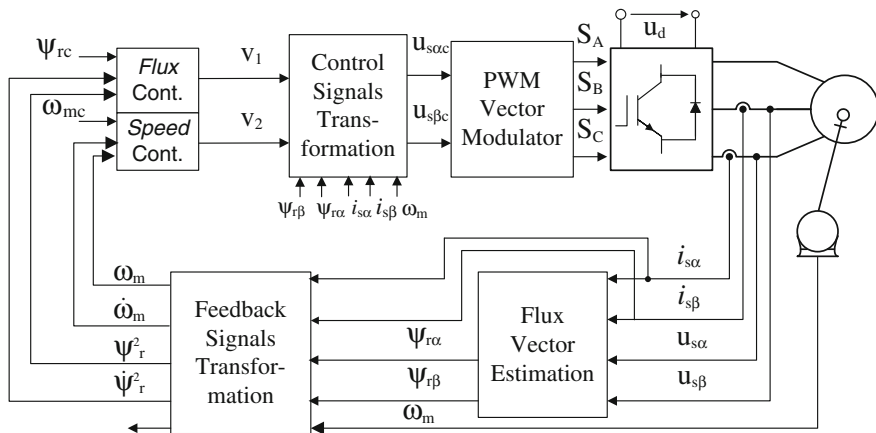 ψrc
Flux
Cont.
ωmc
Speed
Cont.
v1
v2
Control
Signals
Trans-
formation
usαc
usβc
PWM
Vector
Modulator
SA
SB
SC
ud
ψrβ ψrα isα isβ ωm
ωm
ω̇m
ψ²r
ψ̇²r
Feedback
Signals
Transfor-
mation
ψrα
ψrβ
Flux
Vector
Estimation
isα
isβ
usα
usβ
ωm